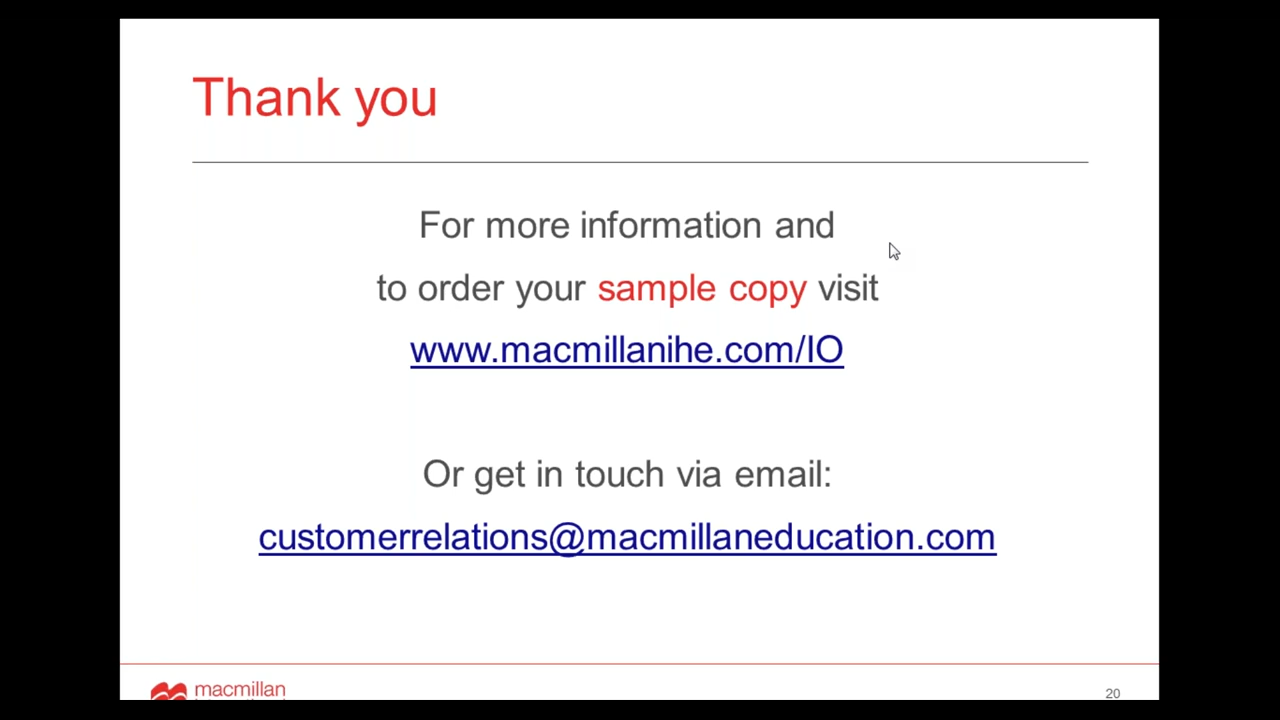 Thank you
For more information and
to order your sample copy visit
www.macmillanihe.com/IO
Or get in touch via email:
customerrelations@macmillaneducation.com
macmillan
20